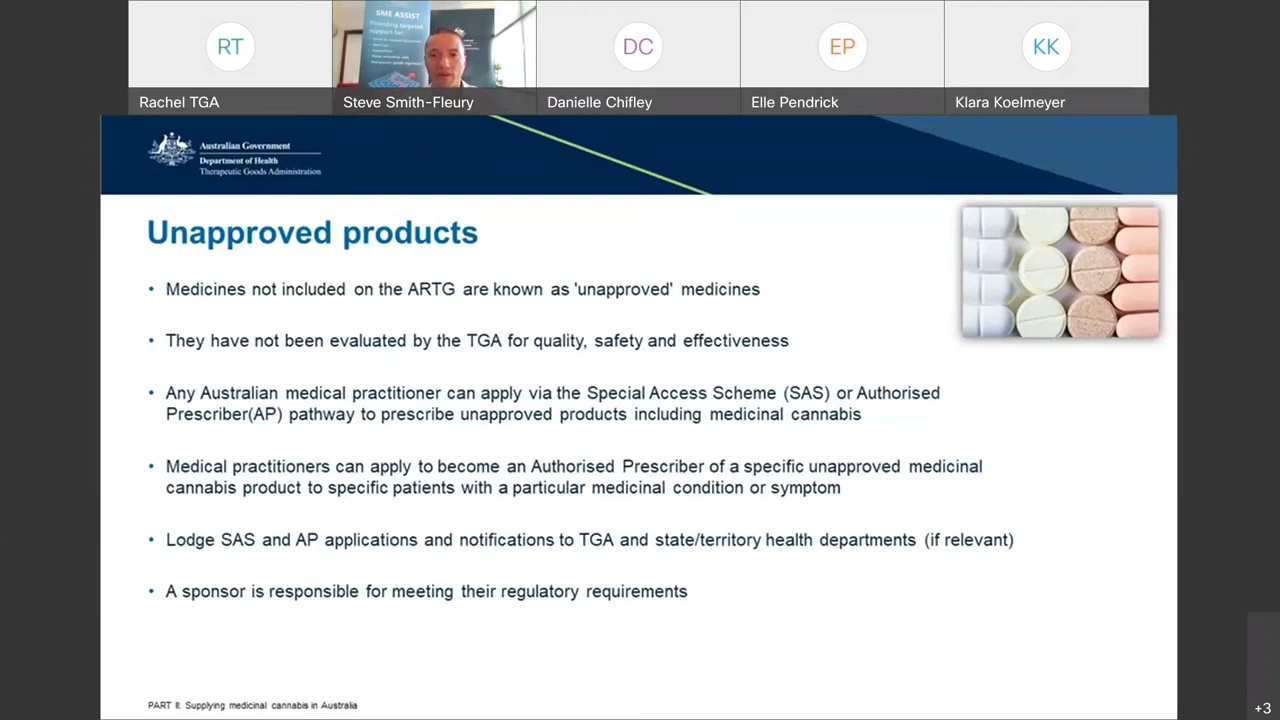 RT
SME ASSIST
DC
EP
KK
Rachel TGA
Steve Smith-Fleury
Danielle Chifley
Elle Pendrick
Klara Koelmeyer
Australian Government
Department of Health
Therapeutic Goods Administration
Unapproved products
• Medicines not included on the ARTG are known as 'unapproved' medicines
• They have not been evaluated by the TGA for quality, safety and effectiveness
• Any Australian medical practitioner can apply via the Special Access Scheme (SAS) or Authorised
Prescriber(AP) pathway to prescribe unapproved products including medicinal cannabis
• Medical practitioners can apply to become an Authorised Prescriber of a specific unapproved medicinal
cannabis product to specific patients with a particular medicinal condition or symptom
• Lodge SAS and AP applications and notifications to TGA and state/territory health departments (if relevant)
• A sponsor is responsible for meeting their regulatory requirements
PART II: Supplying medicinal cannabis in Australia
+3